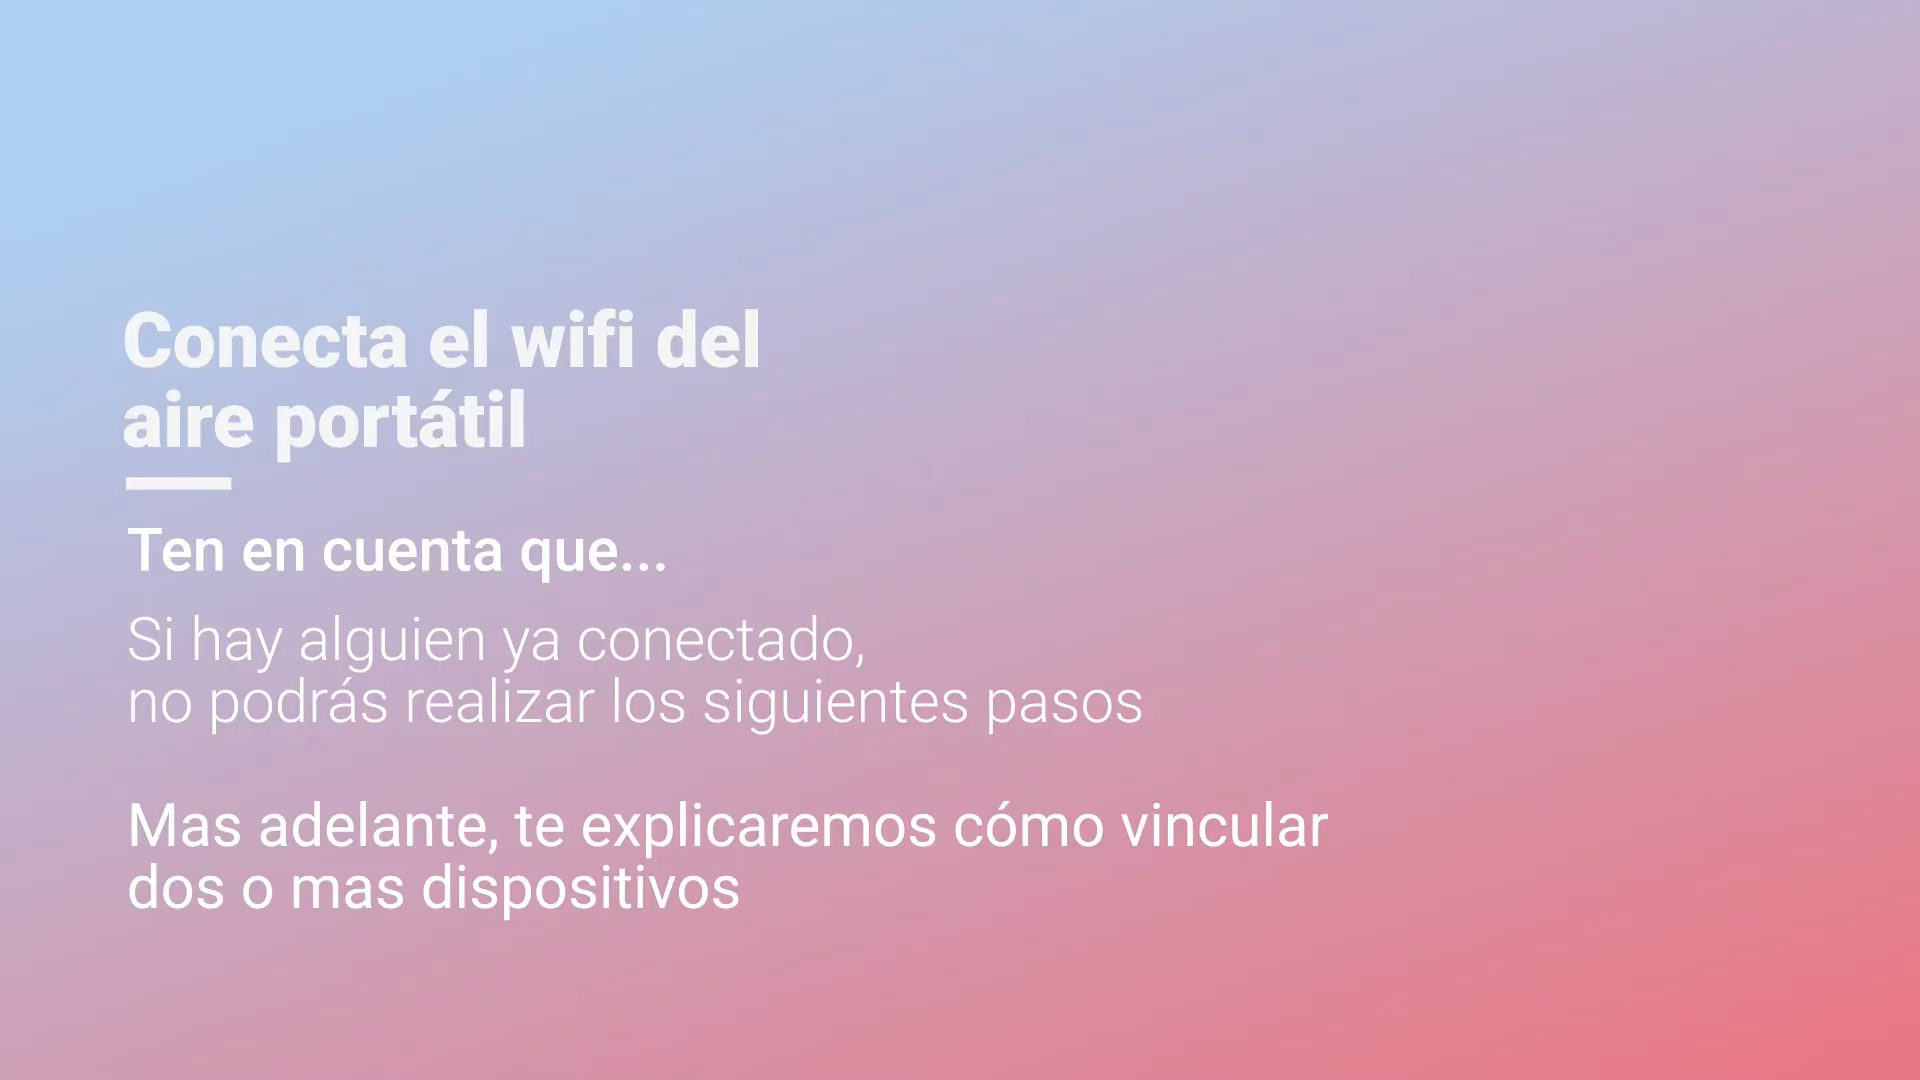 Conecta el wifi del
aire portátil
Ten en cuenta que...
Si hay alguien ya conectado,
no podrás realizar los siguientes pasos
Mas adelante, te explicaremos cómo vincular
dos o mas dispositivos